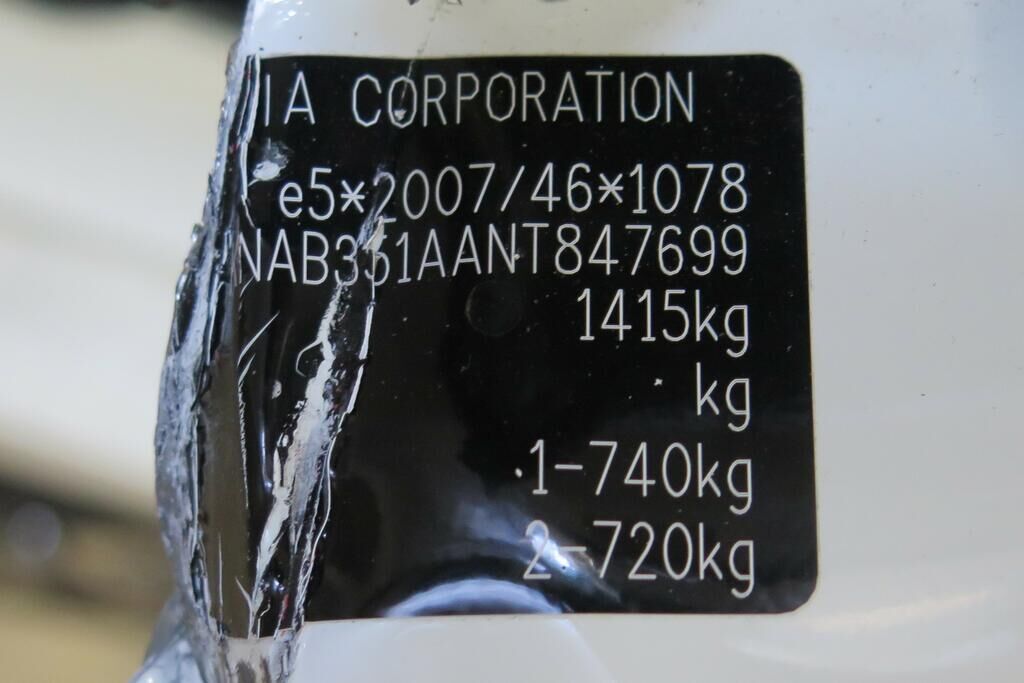 IA CORPORATION
e5*2007/46*1078
NAB351AANT847699
1415kg
kg
1-740kg
2-720kg